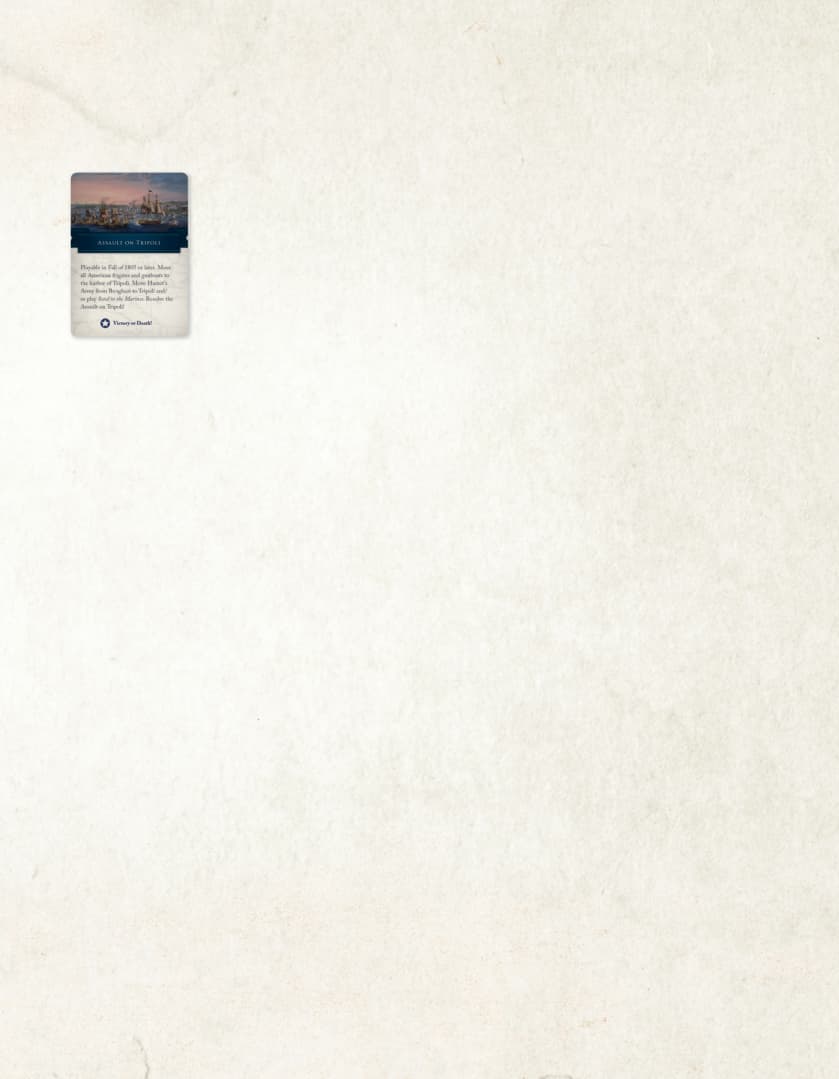 Assault on Tripoli
Playable in Fall of 1805 or later. Move
all American frigates and gunboats to
the harbor of Tripoli. Move Hamet's
Army from Benghazi to Tripoli and/
or play Send in the Marines. Resolve the
Assault on Tripoli!
Victory or Death!